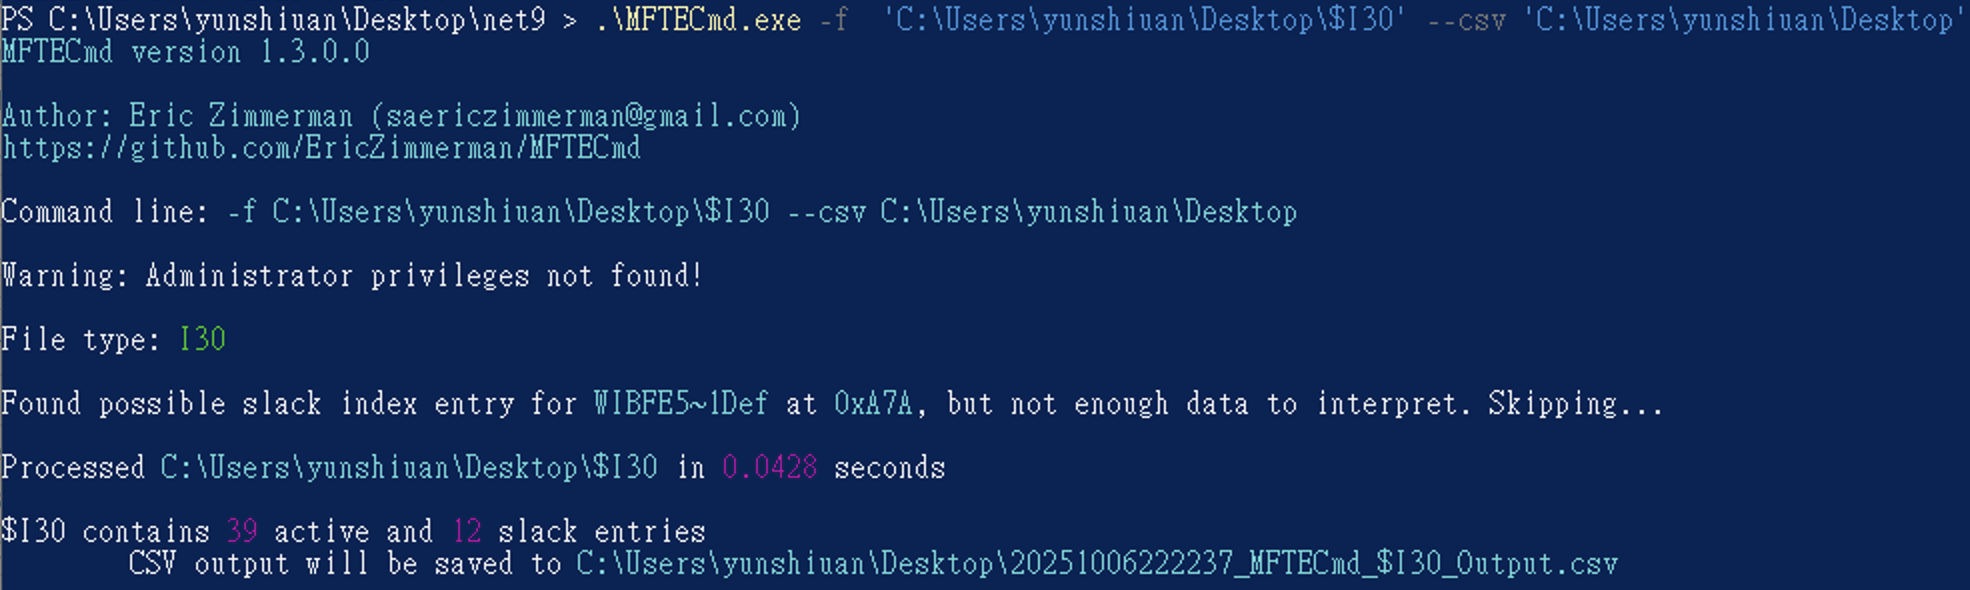 PS C:\Users\yunshiuan\Desktop\net9 > .\MFTECmd.exe -f  'C:\Users\yunshiuan\Desktop\$I30' --csv 'C:\Users\yunshiuan\Desktop'
MFTECmd version 1.3.0.0
Author: Eric Zimmerman (saericzimmerman@gmail.com)
https://github.com/EricZimmerman/MFTECmd
Command line: -f C:\Users\yunshiuan\Desktop\$I30 --csv C:\Users\yunshiuan\Desktop
Warning: Administrator privileges not found!
File type: I30
Found possible slack index entry for WIBFE5~1Def at 0xA7A, but not enough data to interpret. Skipping...
Processed C:\Users\yunshiuan\Desktop\$I30 in 0.0428 seconds
$I30 contains 39 active and 12 slack entries
CSV output will be saved to C:\Users\yunshiuan\Desktop\20251006222237_MFTECmd_$I30_Output.csv